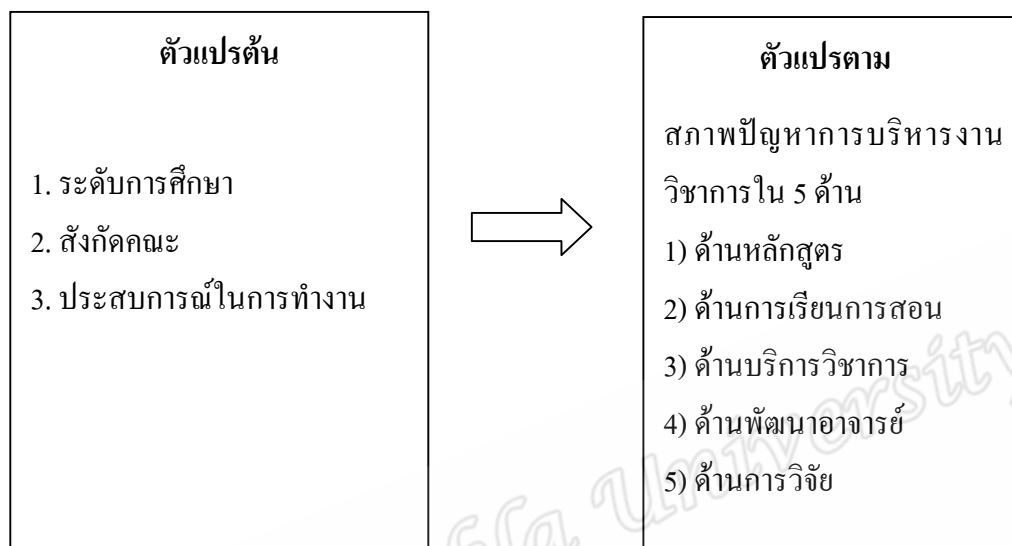 ตัวแปรต้น
1. ระดับการศึกษา
2. สังกัดคณะ
3. ประสบการณ์ในการทำงาน
ตัวแปรตาม
สภาพปัญหาการบริหารงาน
วิชาการใน 5 ด้าน
1) ด้านหลักสูตร
2) ด้านการเรียนการสอน
3) ด้านบริการวิชาการ
4) ด้านพัฒนาอาจารย์
5) ด้านการวิจัย
University